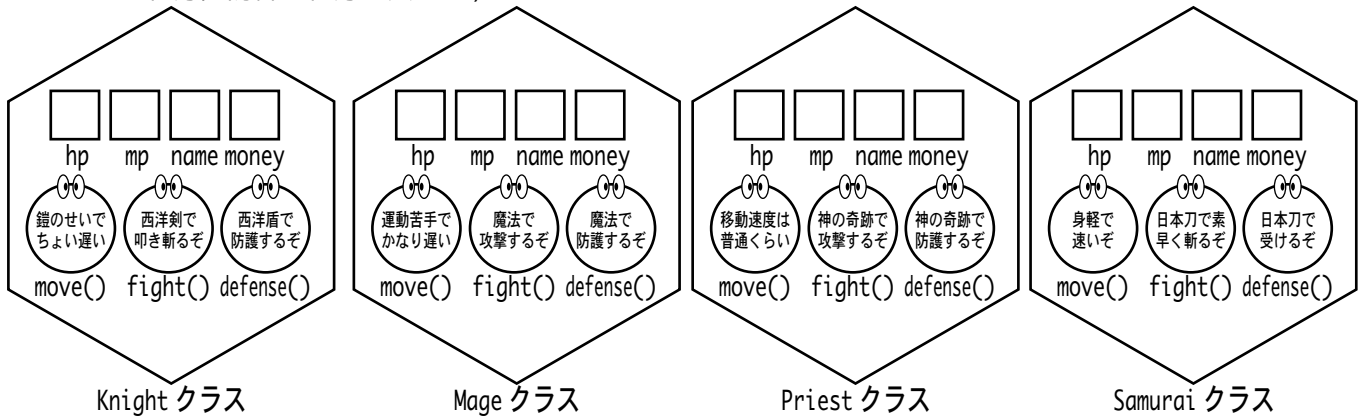 hp mp name money
鎧のせいで
ちょい遅い
西洋剣で
叩き斬るぞ
西洋盾で
防護するぞ
move() fight() defense()
Knight クラス
hp mp name money
運動苦手で
かなり遅い
魔法で
攻撃するぞ
魔法で
防護するぞ
move() fight() defense()
Mage クラス
hp mp name money
移動速度は
普通くらい
神の奇跡で
攻撃するぞ
神の奇跡で
防護するぞ
move() fight() defense()
Priest クラス
hp mp name money
身軽で
速いぞ
日本刀で素
早く斬るぞ
日本刀で
受けるぞ
move() fight() defense()
Samurai クラス